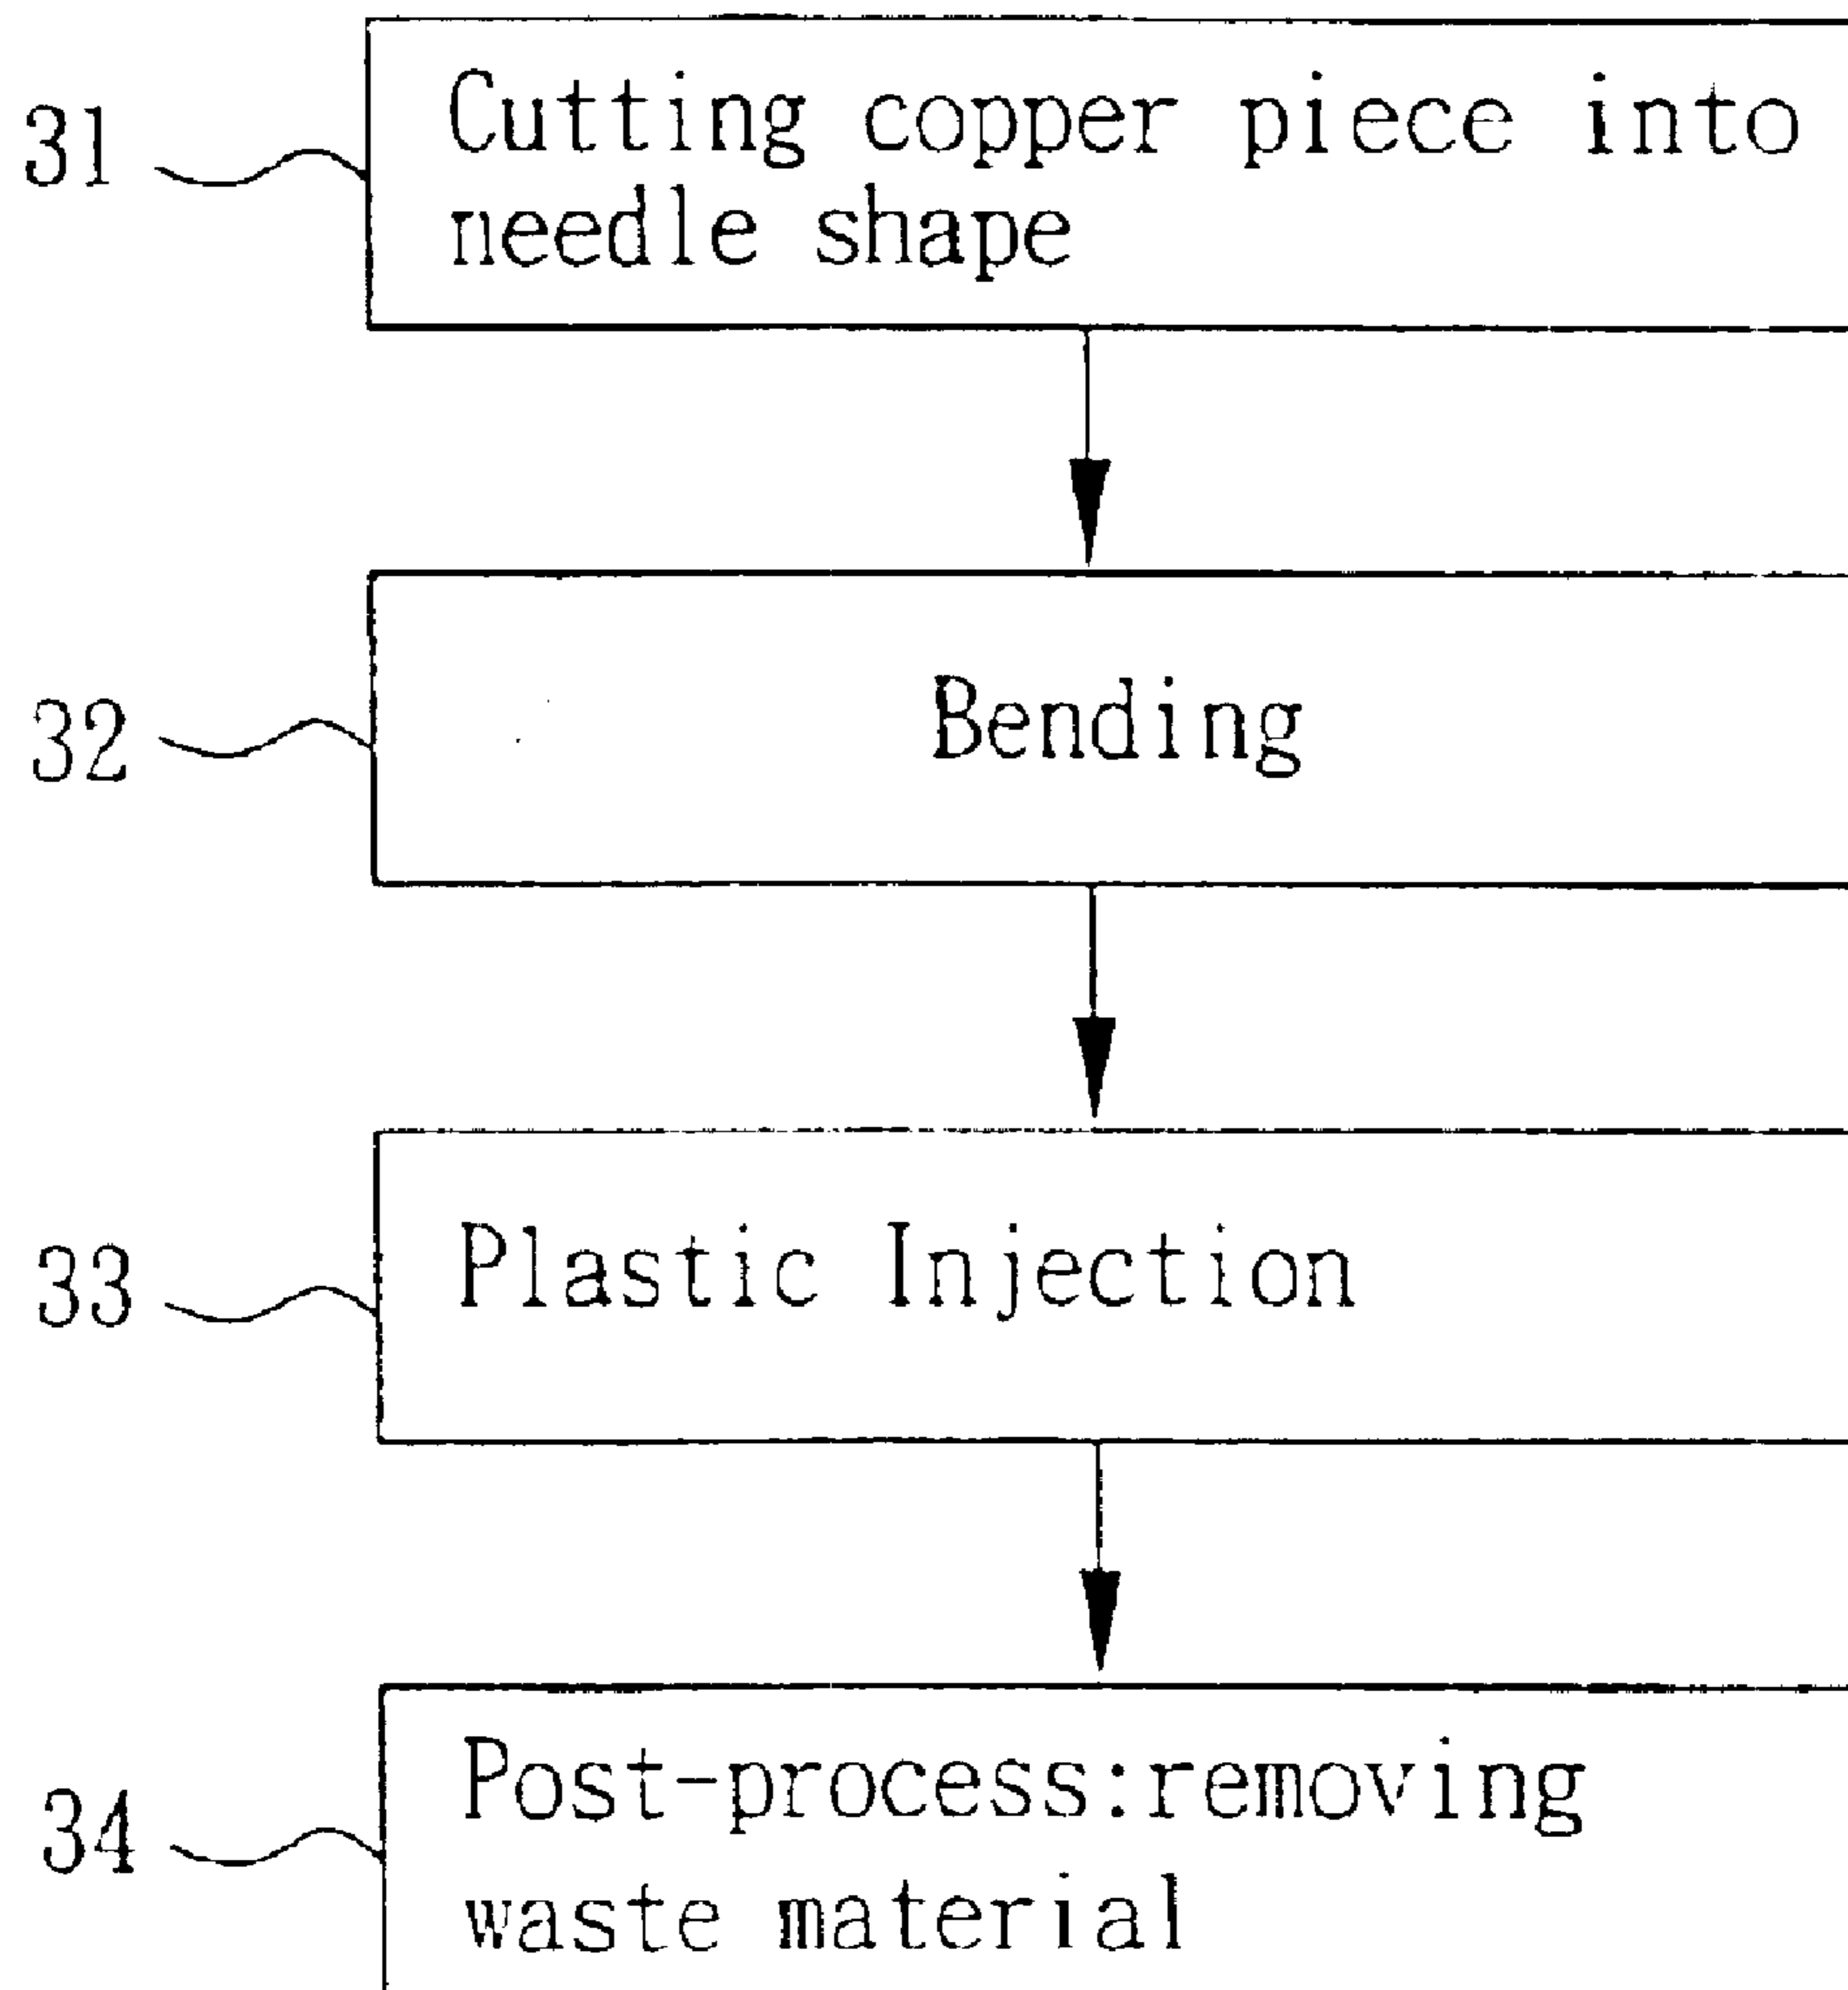 31
Cutting copper piece into
needle shape
32
Bending
33
Plastic Injection
34
Post-process:removing
waste material